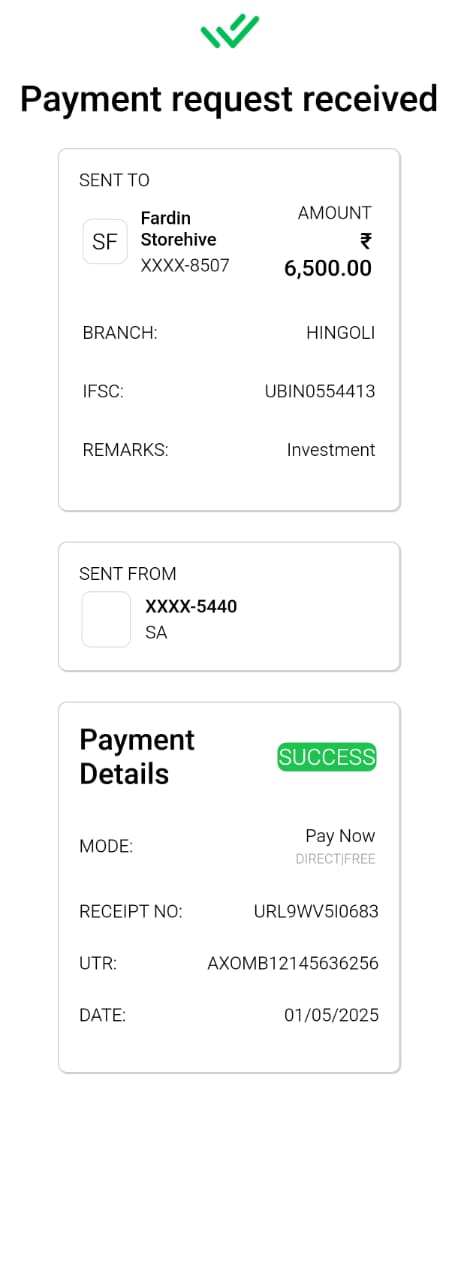 Payment request received
SENT TO
SF
Fardin
Storehive
XXXX-8507
AMOUNT
₹
6,500.00
BRANCH: HINGOLI
IFSC: UBIN0554413
REMARKS: Investment
SENT FROM
XXXX-5440
SA
Payment
Details
SUCCESS
MODE: Pay Now
DIRECT|FREE
RECEIPT NO: URL9WV5I0683
UTR: AXOMB12145636256
DATE: 01/05/2025